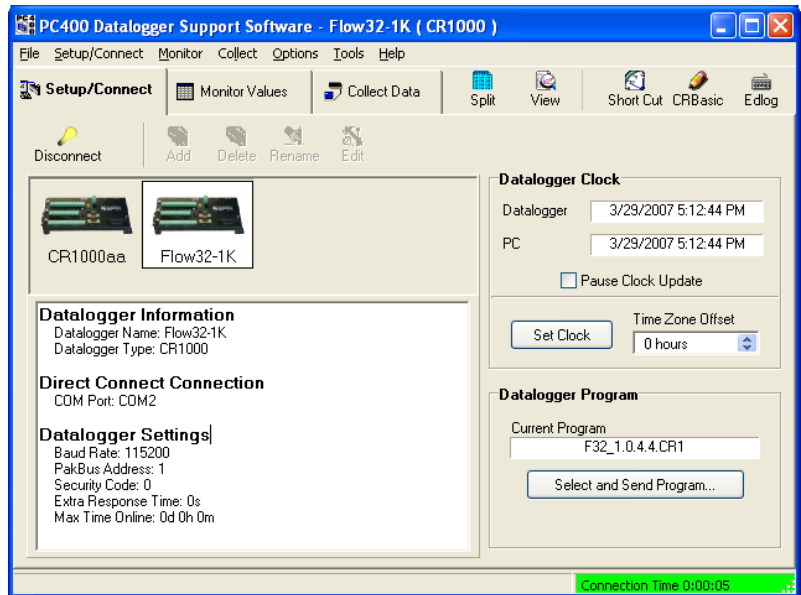 PC400 Datalogger Support Software - Flow32-1K ( CR1000 )
File Setup/Connect Monitor Collect Options Tools Help
Setup/Connect Monitor Values Collect Data Split View Short Cut CRBasic Edlog
Disconnect Add Delete Rename Edit
CR1000aa Flow32-1K
Datalogger Information
Datalogger Name: Flow32-1K
Datalogger Type: CR1000
Direct Connect Connection
COM Port: COM2
Datalogger Settings
Baud Rate: 115200
PakBus Address: 1
Security Code: 0
Extra Response Time: 0s
Max Time Online: 0d 0h 0m
Datalogger Clock
Datalogger 3/29/2007 5:12:44 PM
PC 3/29/2007 5:12:44 PM
Pause Clock Update
Set Clock
Time Zone Offset
0 hours
Datalogger Program
Current Program
F32_1.0.4.4.CR1
Select and Send Program...
Connection Time 0:00:05